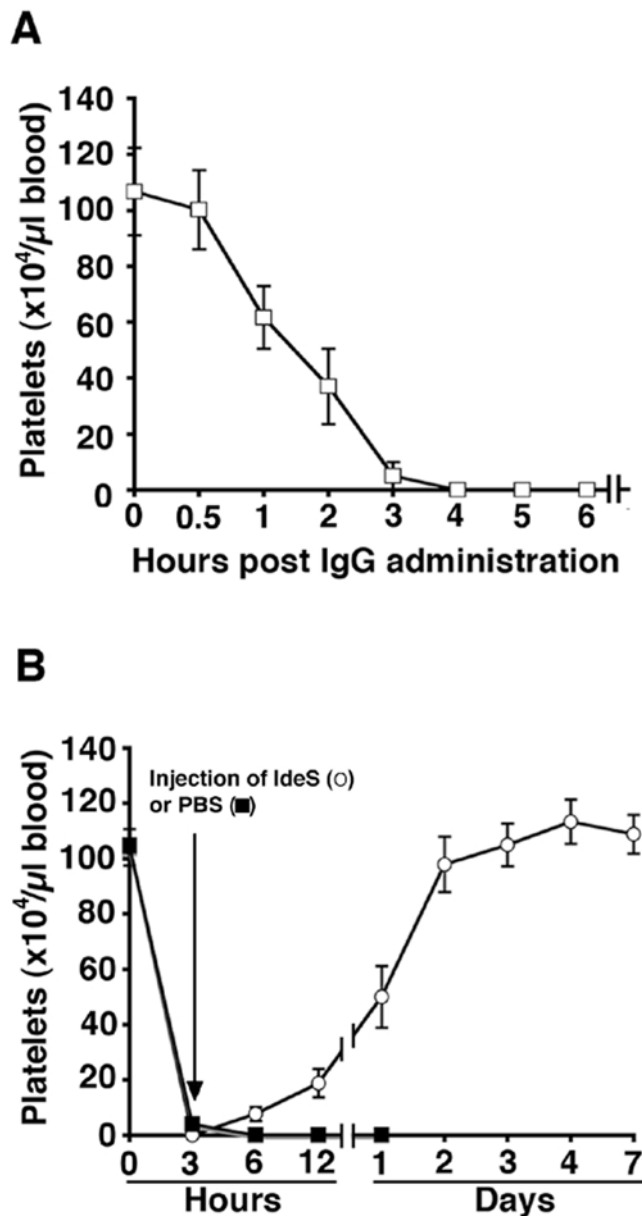 A
Platelets (x10⁴/µl blood)
140
120
100
80
60
40
20
0
0 0.5 1 2 3 4 5 6
Hours post IgG administration
B
Platelets (x10⁴/µl blood)
140
120
100
80
60
40
20
0
Injection of IdeS (○)
or PBS (■)
0 3 6 12 1 2 3 4 7
Hours Days